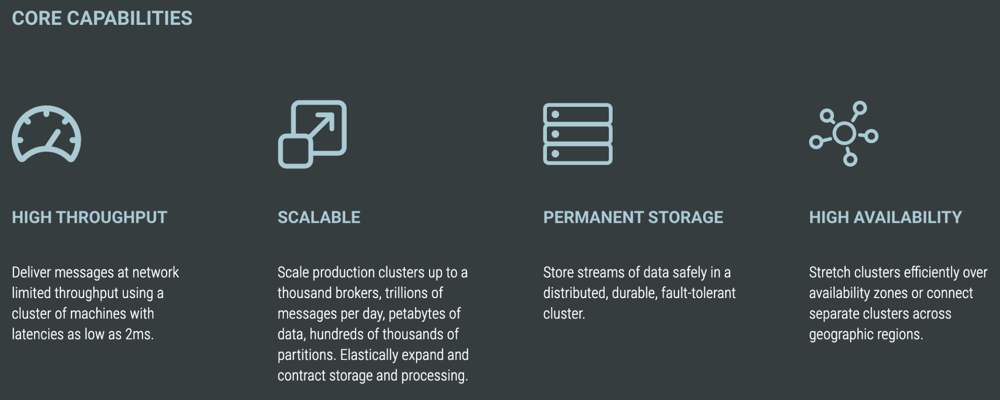 CORE CAPABILITIES
HIGH THROUGHPUT
Deliver messages at network
limited throughput using a
cluster of machines with
latencies as low as 2ms.
SCALABLE
Scale production clusters up to a
thousand brokers, trillions of
messages per day, petabytes of
data, hundreds of thousands of
partitions. Elastically expand and
contract storage and processing.
PERMANENT STORAGE
Store streams of data safely in a
distributed, durable, fault-tolerant
cluster.
HIGH AVAILABILITY
Stretch clusters efficiently over
availability zones or connect
separate clusters across
geographic regions.